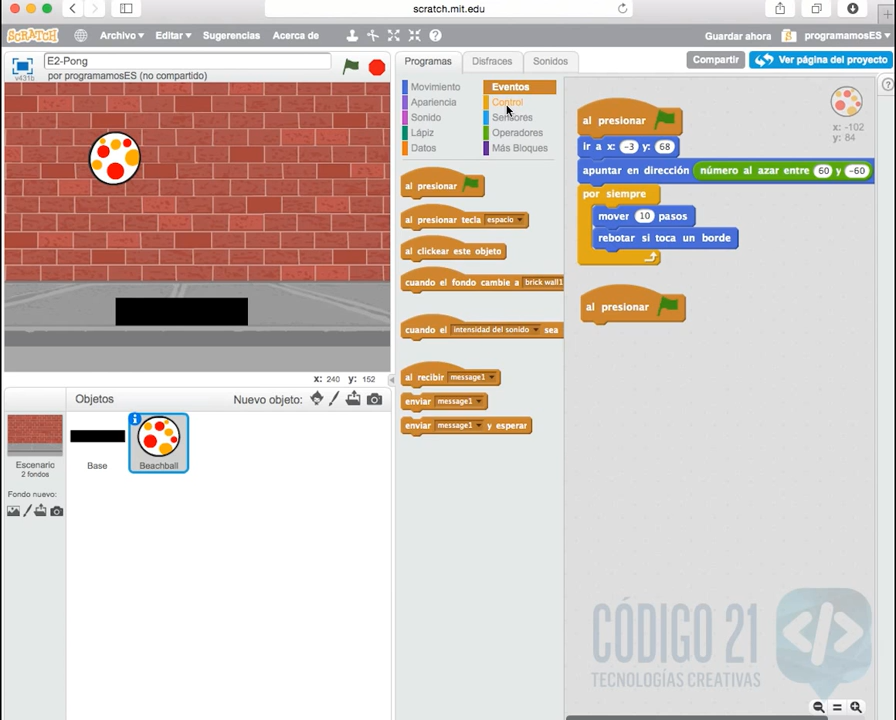 scratch.mit.edu
SCRATCH
Archivo
Editar
Sugerencias
Acerca de
Guardar ahora
programamosES
v431b
E2-Pong
por programamosES (no compartido)
Programas
Disfraces
Sonidos
Compartir
Ver página del proyecto
Movimiento
Eventos
Apariencia
Control
Sonido
Sensores
Lápiz
Operadores
Datos
Más Bloques
al presionar
al presionar tecla espacio
al clickear este objeto
cuando el fondo cambie a brick wall1
cuando el intensidad del sonido sea
al recibir message1
enviar message1
enviar message1 y esperar
al presionar
ir a x: -3 y: 68
apuntar en dirección número al azar entre 60 y -60
por siempre
mover 10 pasos
rebotar si toca un borde
al presionar
x: -102
y: 84
x: 240 y: 152
Objetos
Nuevo objeto:
Escenario
2 fondos
Fondo nuevo:
Base
Beachball
CÓDIGO 21
TECNOLOGÍAS CREATIVAS